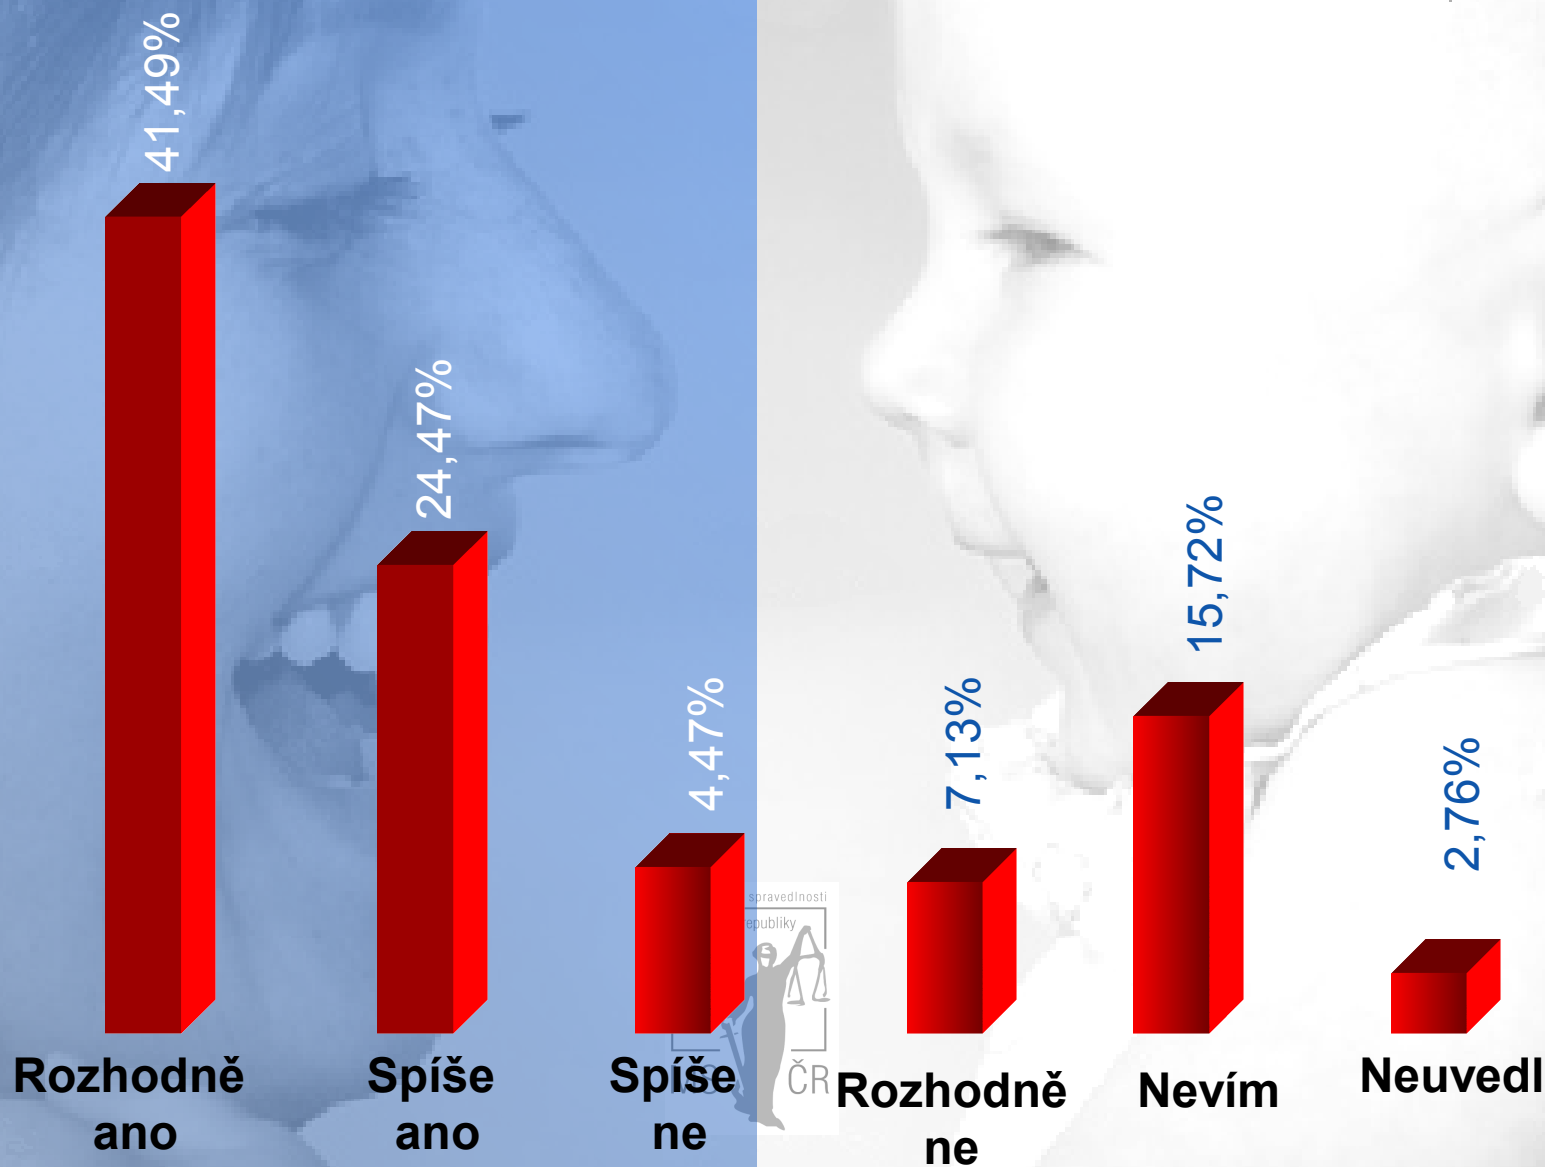 41,49%
24,47%
4,47%
7,13%
15,72%
2,76%
spravedlnosti
epubliky
ČR
Rozhodně
ano
Spíše
ano
Spíše
ne
Rozhodně
ne
Nevím
Neuvedl